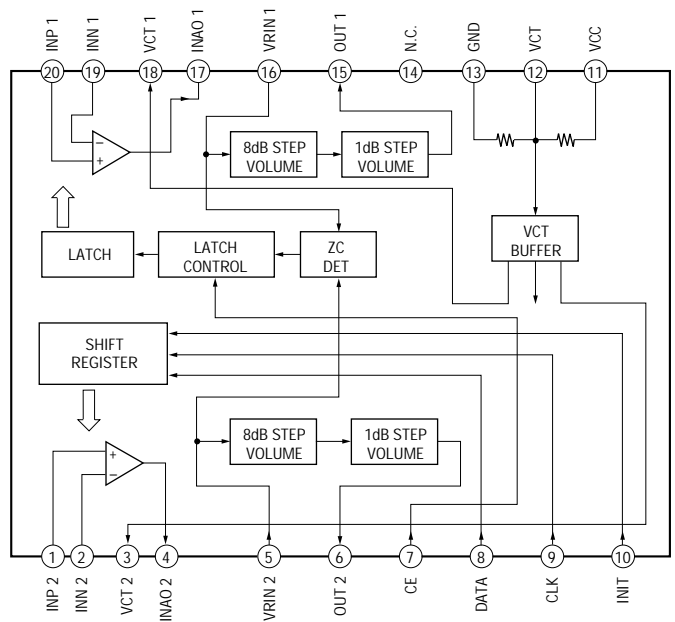 INP 1
INN 1
VCT 1
INAO 1
VRIN 1
OUT 1
N.C.
GND
VCT
VCC
20
19
18
17
16
15
14
13
12
11
8dB STEP
VOLUME
1dB STEP
VOLUME
−
+
VCT
BUFFER
LATCH
LATCH
CONTROL
ZC
DET
SHIFT
REGISTER
8dB STEP
VOLUME
1dB STEP
VOLUME
+
−
1
2
3
4
5
6
7
8
9
10
INP 2
INN 2
VCT 2
INAO 2
VRIN 2
OUT 2
CE
DATA
CLK
INIT